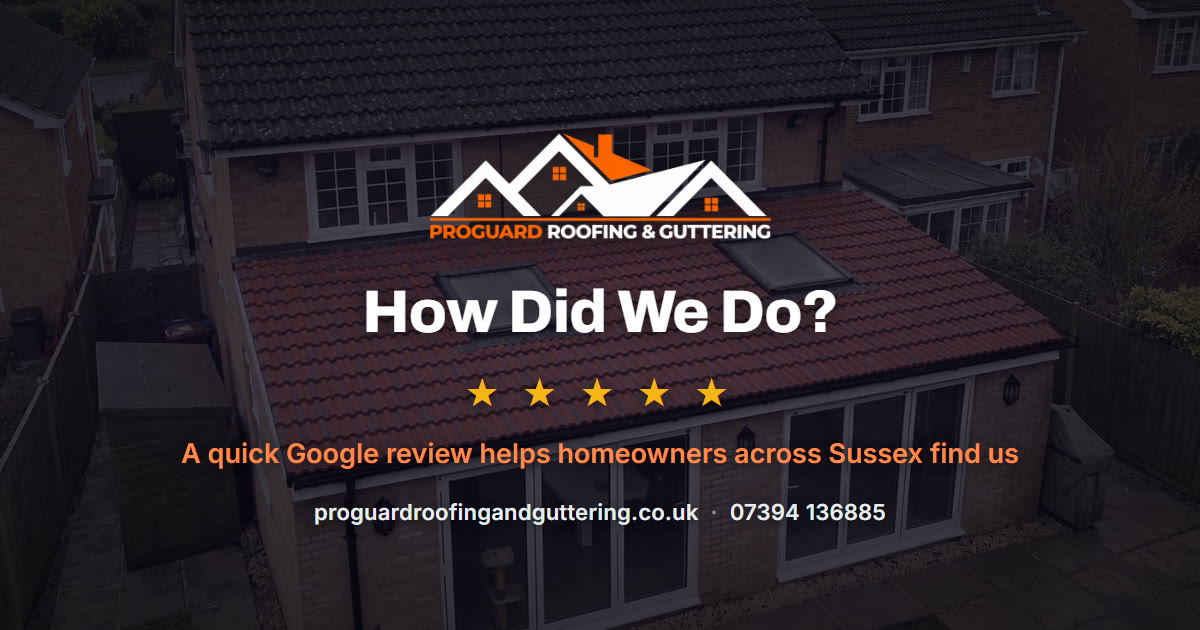 PROGUARD ROOFING & GUTTERING
How Did We Do?
★ ★ ★ ★ ★
A quick Google review helps homeowners across Sussex find us
proguardroofingandguttering.co.uk · 07394 136885